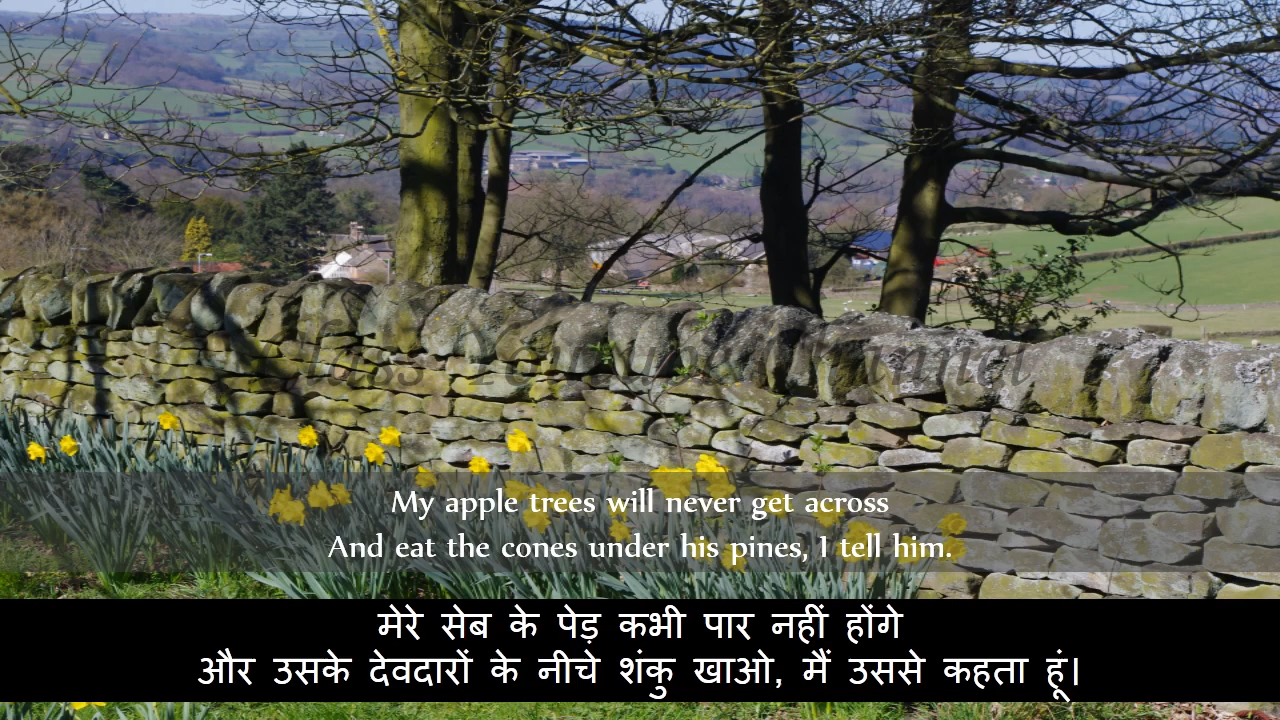 My apple trees will never get across
And eat the cones under his pines, I tell him.
मेरे सेब के पेड़ कभी पार नहीं होंगे
और उसके देवदारों के नीचे शंकु खाओ, मैं उससे कहता हूं।